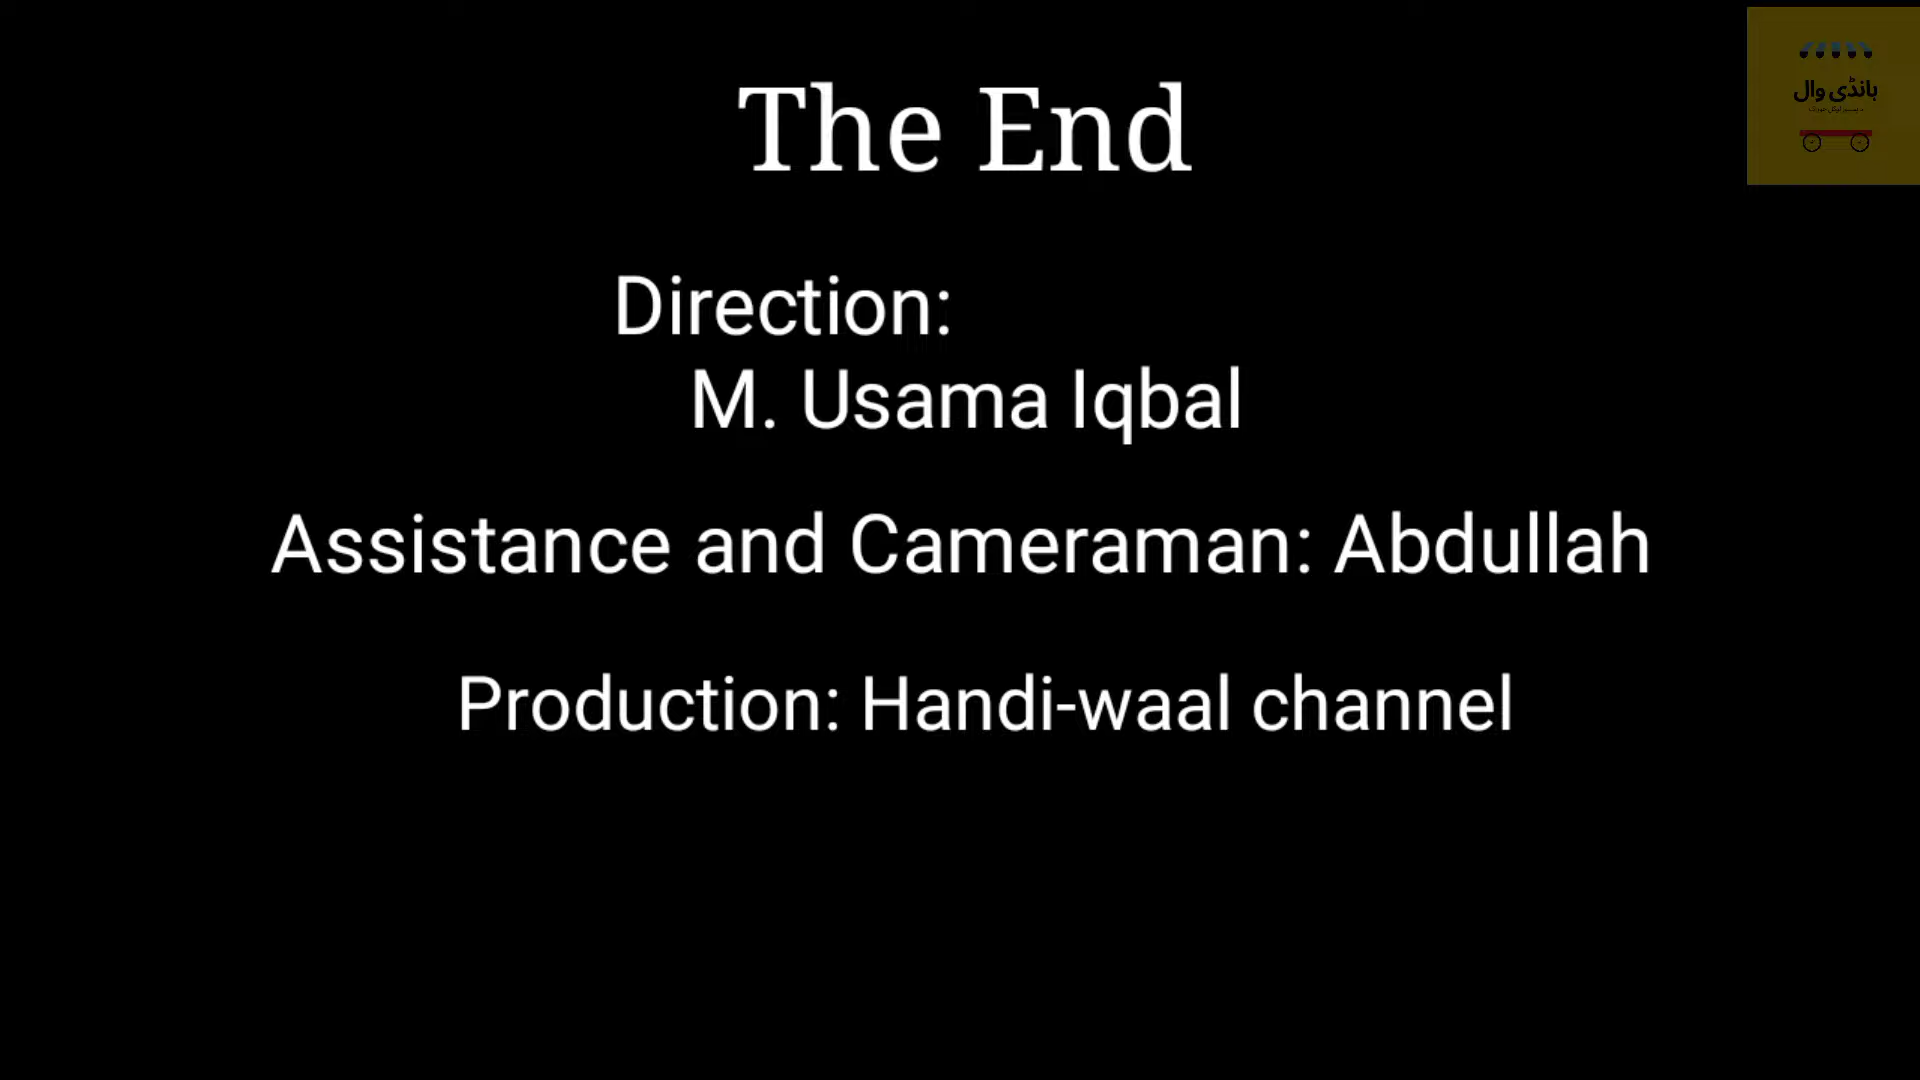 The End
ہانڈی وال
Direction:
M. Usama Iqbal
Assistance and Cameraman: Abdullah
Production: Handi-waal channel